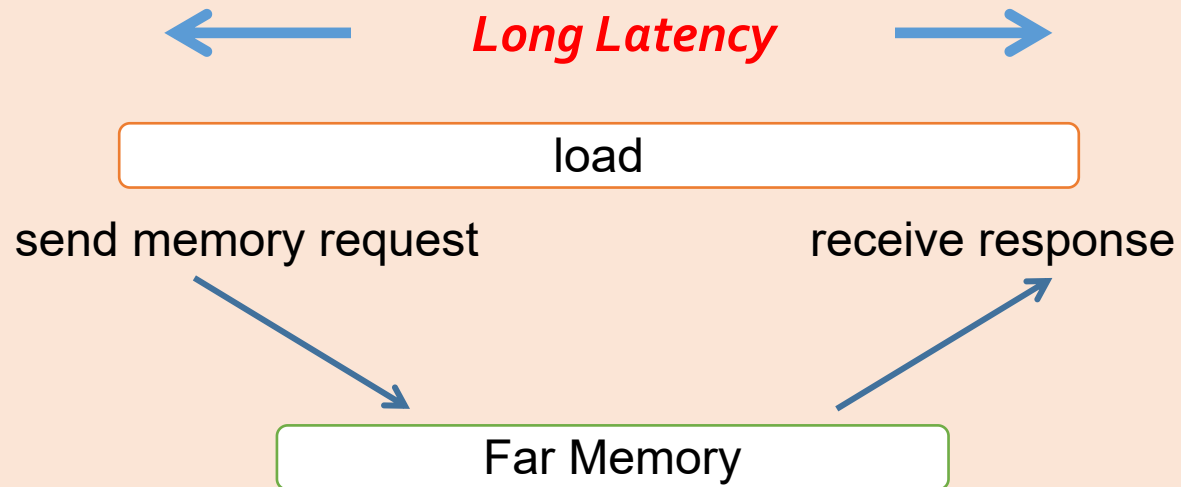 Long Latency
load
send memory request
receive response
Far Memory